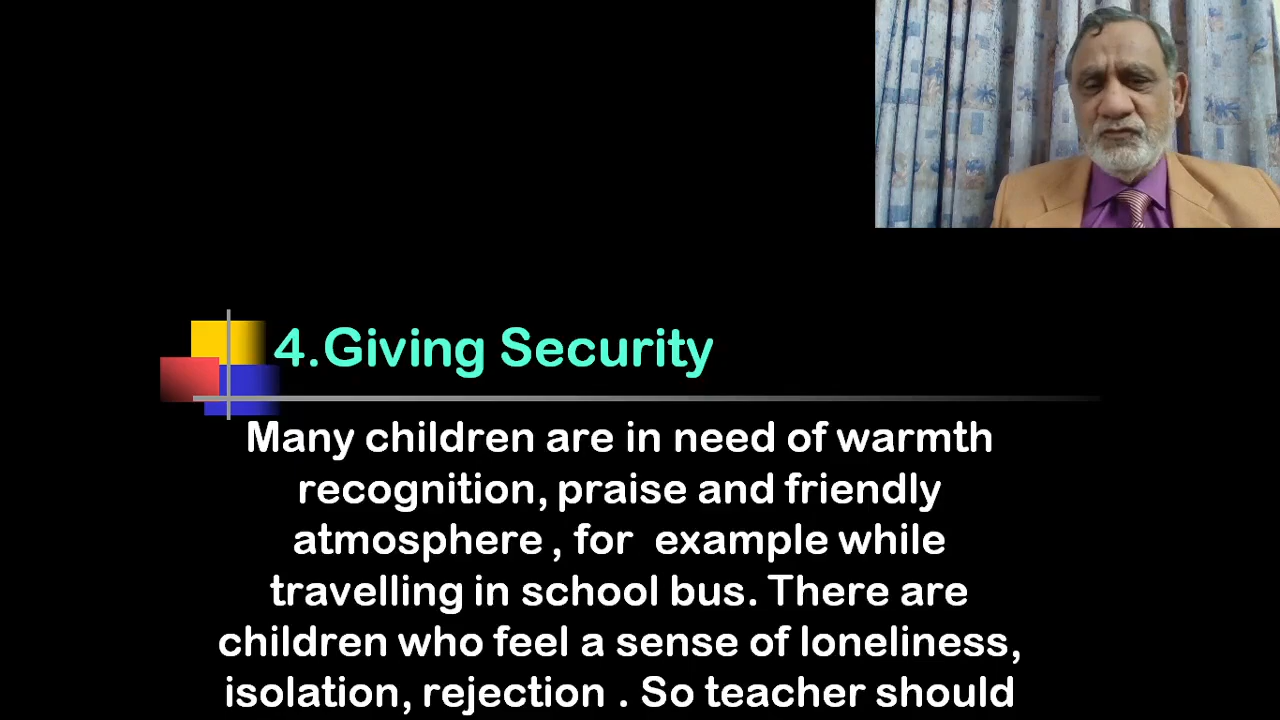 4.Giving Security
Many children are in need of warmth
recognition, praise and friendly
atmosphere , for  example while
travelling in school bus. There are
children who feel a sense of loneliness,
isolation, rejection . So teacher should